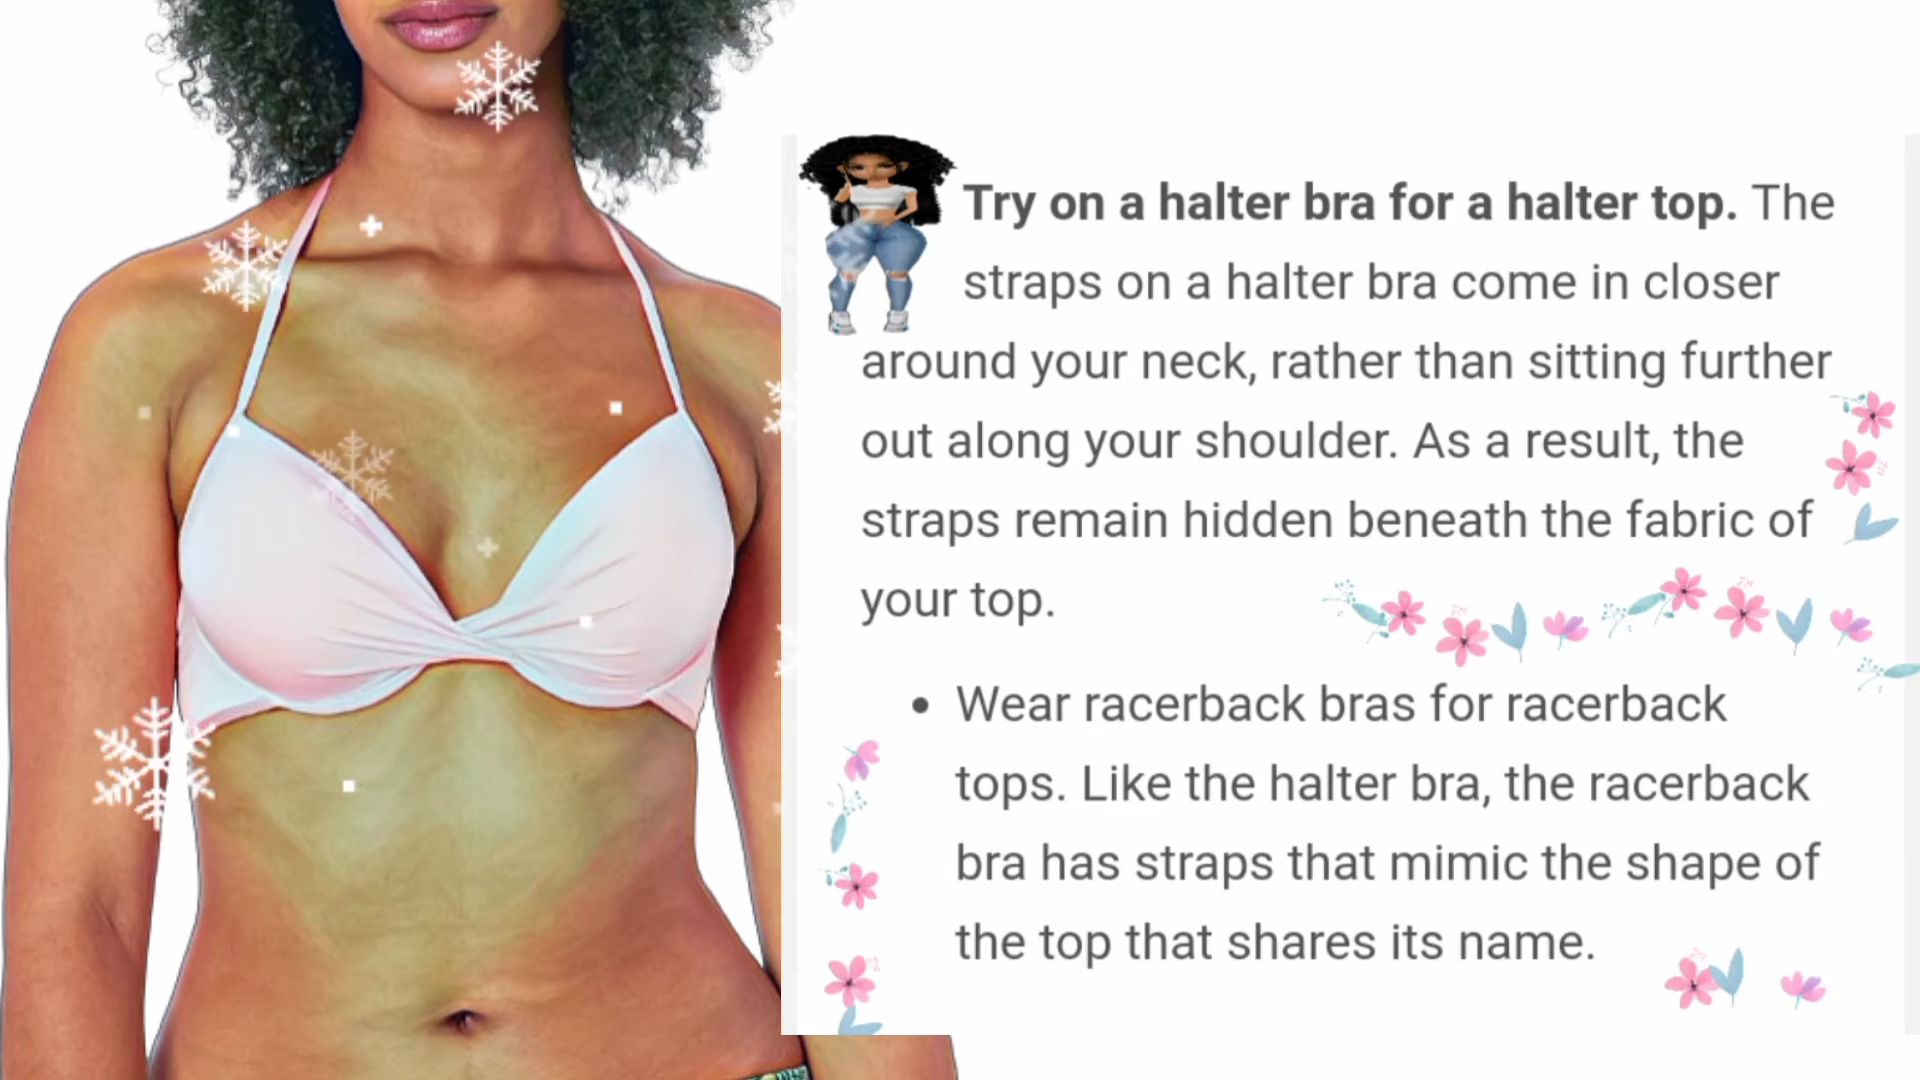 Try on a halter bra for a halter top. The
straps on a halter bra come in closer
around your neck, rather than sitting further
out along your shoulder. As a result, the
straps remain hidden beneath the fabric of
your top.
• Wear racerback bras for racerback
tops. Like the halter bra, the racerback
bra has straps that mimic the shape of
the top that shares its name.